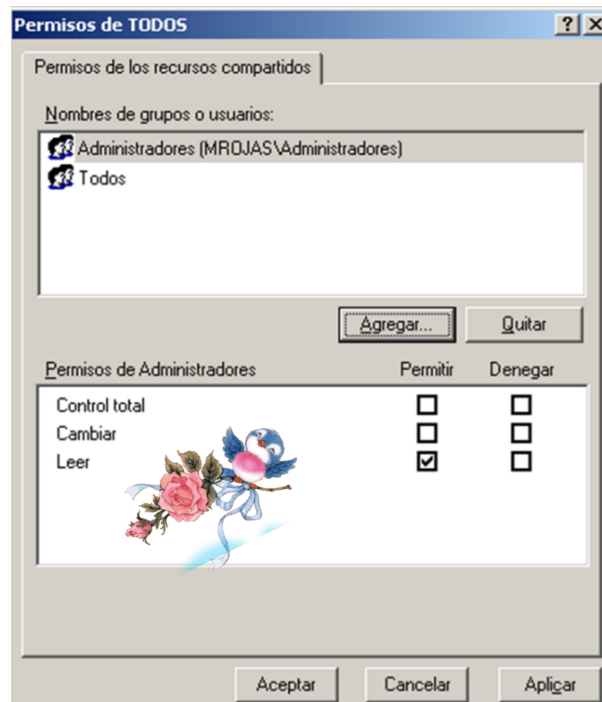 Permisos de TODOS
Permisos de los recursos compartidos
Nombres de grupos o usuarios:
Administradores (MROJAS\Administradores)
Todos
Agregar... Quitar
Permisos de Administradores Permitir Denegar
Control total
Cambiar
Leer
Aceptar Cancelar Aplicar